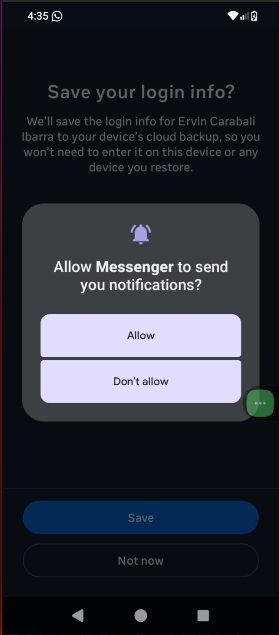 4:35
Save your login info?
We'll save the login info for Ervin Carabali
Ibarra to your device's cloud backup, so you
won't need to enter it on this device or any
device you restore.
Allow Messenger to send
you notifications?
Allow
Don't allow
Save
Not now